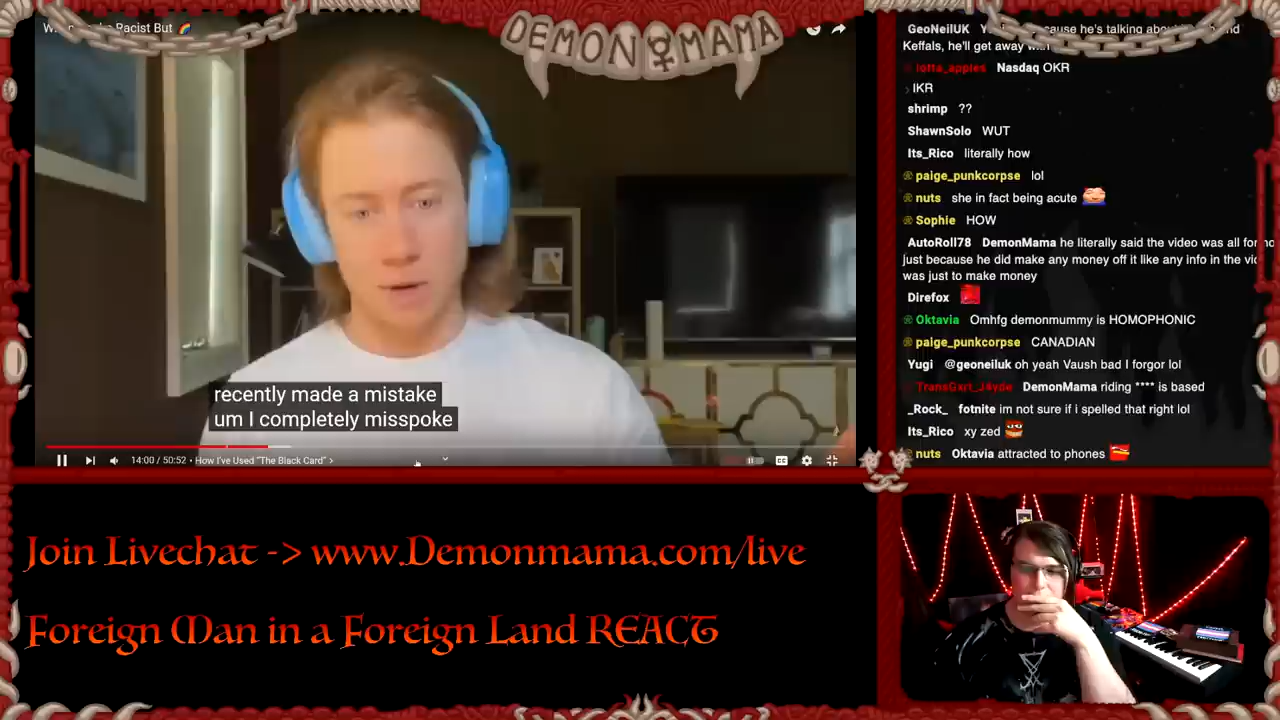 Racist But
DEMON MAMA
recently made a mistake
um I completely misspoke
14:00 / 50:52 • How I've Used "The Black Card" >
GeoNeilUK cause he's talking about and
Keffals, he'll get away
lotta_apples Nasdaq OKR
IKR
shrimp ??
ShawnSolo WUT
Its_Rico literally how
paige_punkcorpse lol
nuts she in fact being acute
Sophie HOW
AutoRoll78 DemonMama he literally said the video was all for
just because he did make any money off it like any info in the
was just to make money
Direfox
Oktavia Omhfg demonmummy is HOMOPHONIC
paige_punkcorpse CANADIAN
Yugi @geoneiluk oh yeah Vaush bad I forgor lol
TransGxrt_J4yde DemonMama riding **** is based
_Rock_ fotnite im not sure if i spelled that right lol
Its_Rico xy zed
nuts Oktavia attracted to phones
Join Livechat -> www.Demonmama.com/live
Foreign Man in a Foreign Land REACT